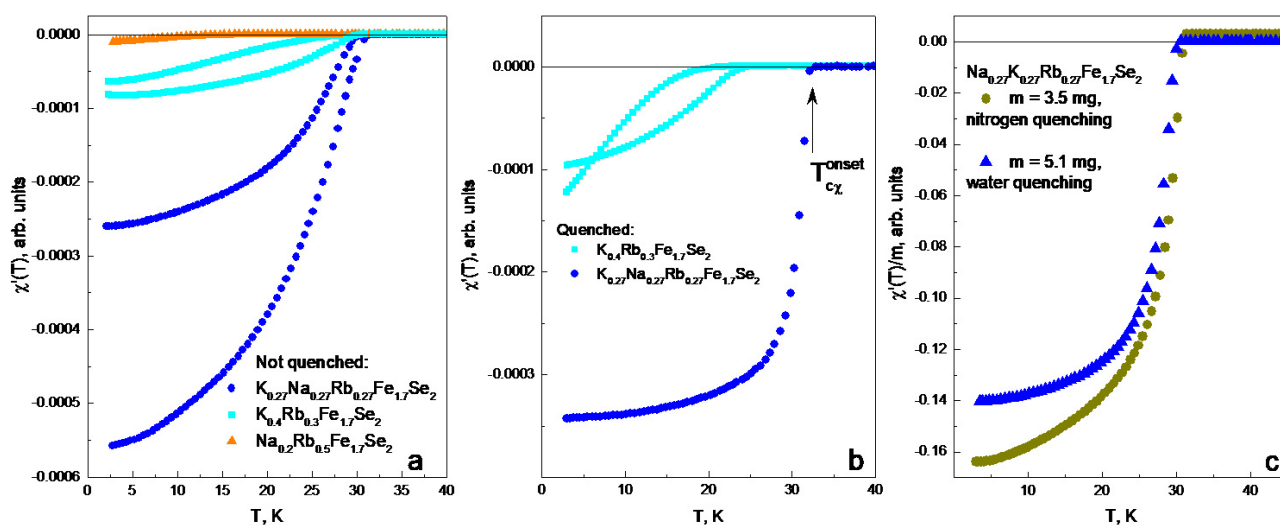 0.0000
-0.0001
-0.0002
-0.0003
-0.0004
-0.0005
-0.0006
χ'(T), arb. units
Not quenched:
K0.27Na0.27Rb0.27Fe1.7Se2
K0.4Rb0.3Fe1.7Se2
Na0.2Rb0.5Fe1.7Se2
a
0 5 10 15 20 25 30 35 40
T, K
0.0000
-0.0001
-0.0002
-0.0003
χ'(T), arb. units
Tcχ onset
Quenched:
K0.4Rb0.3Fe1.7Se2
K0.27Na0.27Rb0.27Fe1.7Se2
b
0 10 20 30 40
T, K
0.00
-0.02
-0.04
-0.06
-0.08
-0.10
-0.12
-0.14
-0.16
χ'(T)/m, arb. units
Na0.27K0.27Rb0.27Fe1.7Se2
m = 3.5 mg,
nitrogen quenching
m = 5.1 mg,
water quenching
c
10 20 30 40
T, K